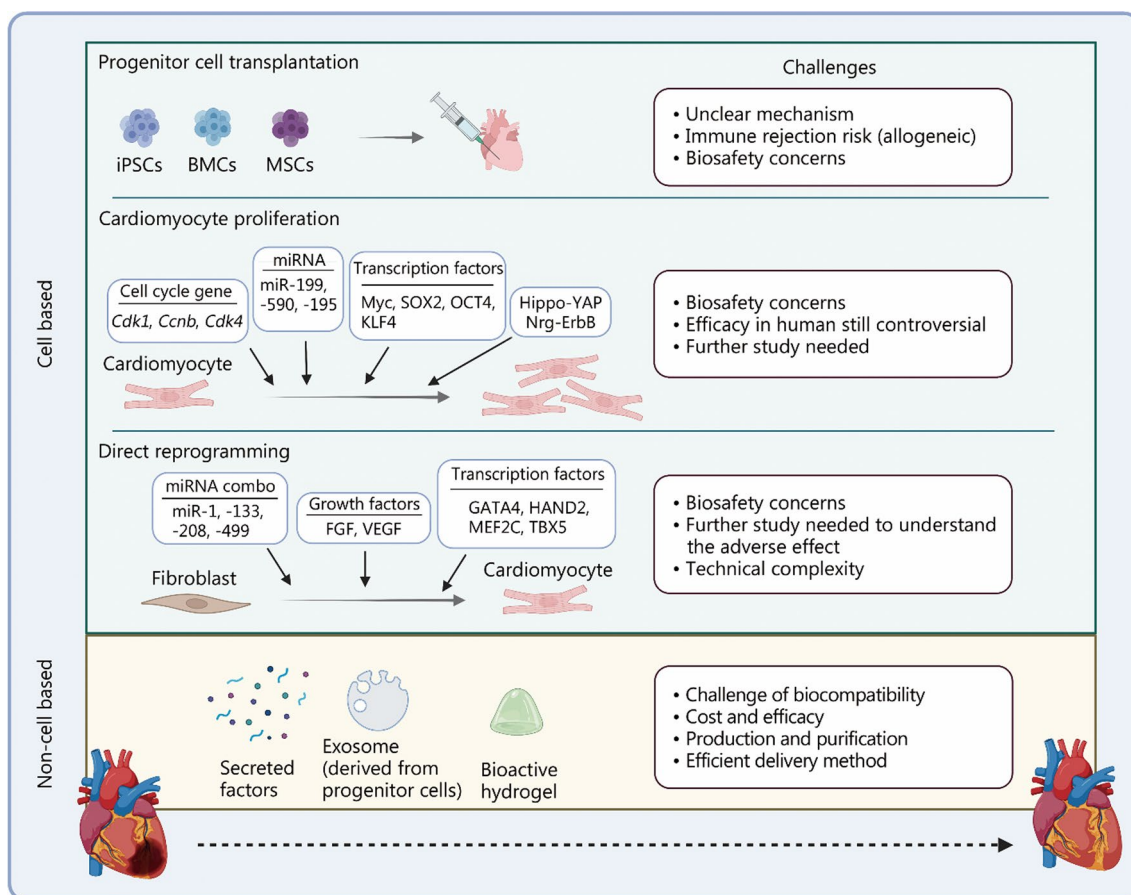 Progenitor cell transplantation
Challenges
iPSCs
BMCs
MSCs
• Unclear mechanism
• Immune rejection risk (allogeneic)
• Biosafety concerns
Cell based
Cardiomyocyte proliferation
Cell cycle gene
Cdk1, Ccnb, Cdk4
miRNA
miR-199,
-590, -195
Transcription factors
Myc, SOX2, OCT4,
KLF4
Hippo-YAP
Nrg-ErbB
Cardiomyocyte
• Biosafety concerns
• Efficacy in human still controversial
• Further study needed
Direct reprogramming
miRNA combo
miR-1, -133,
-208, -499
Growth factors
FGF, VEGF
Transcription factors
GATA4, HAND2,
MEF2C, TBX5
Fibroblast
Cardiomyocyte
• Biosafety concerns
• Further study needed to understand
the adverse effect
• Technical complexity
Non-cell based
Secreted
factors
Exosome
(derived from
progenitor cells)
Bioactive
hydrogel
• Challenge of biocompatibility
• Cost and efficacy
• Production and purification
• Efficient delivery method